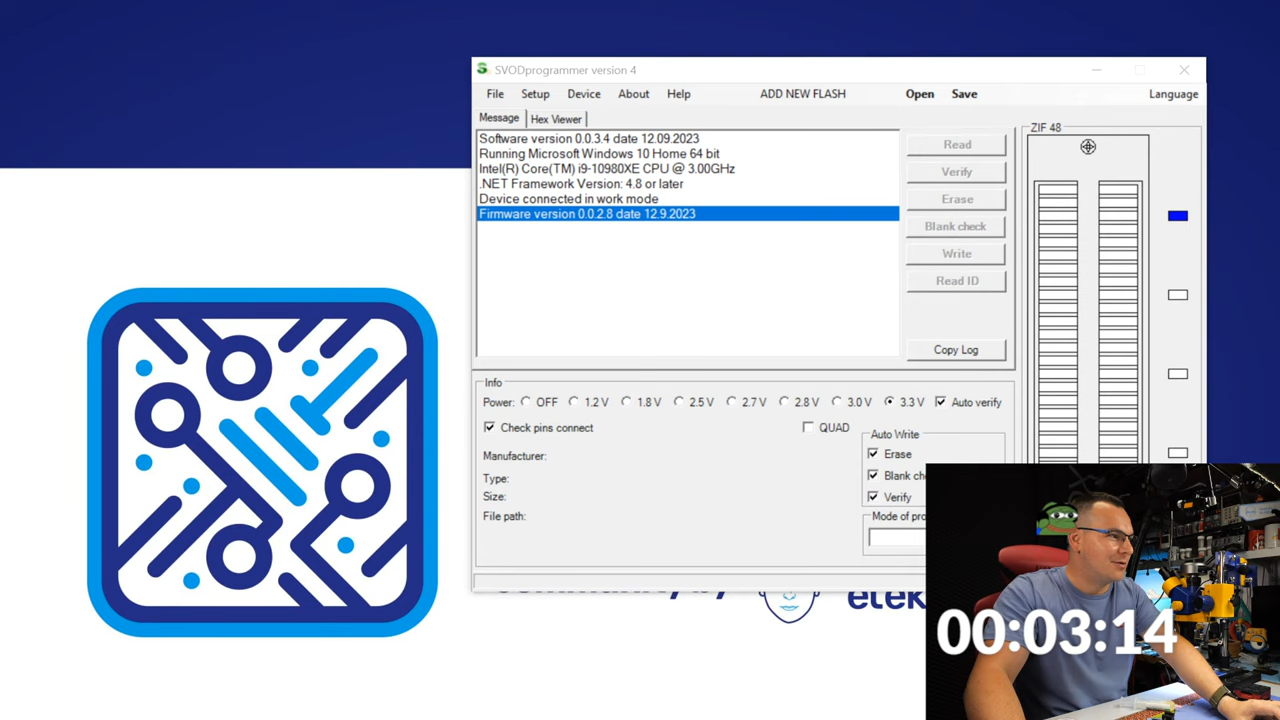 SVODprogrammer version 4
File Setup Device About Help ADD NEW FLASH Open Save Language
Message Hex Viewer
Software version 0.0.3.4 date 12.09.2023
Running Microsoft Windows 10 Home 64 bit
Intel(R) Core(TM) i9-10980XE CPU @ 3.00GHz
.NET Framework Version: 4.8 or later
Device connected in work mode
Firmware version 0.0.2.8 date 12.9.2023
Read
Verify
Erase
Blank check
Write
Read ID
Copy Log
ZIF 48
Info
Power: OFF 1.2 V 1.8 V 2.5 V 2.7 V 2.8 V 3.0 V 3.3 V Auto verify
Check pins connect QUAD
Auto Write
Manufacturer:
Erase
Type:
Blank ch
Size:
Verify
File path:
Mode of pro
00:03:14